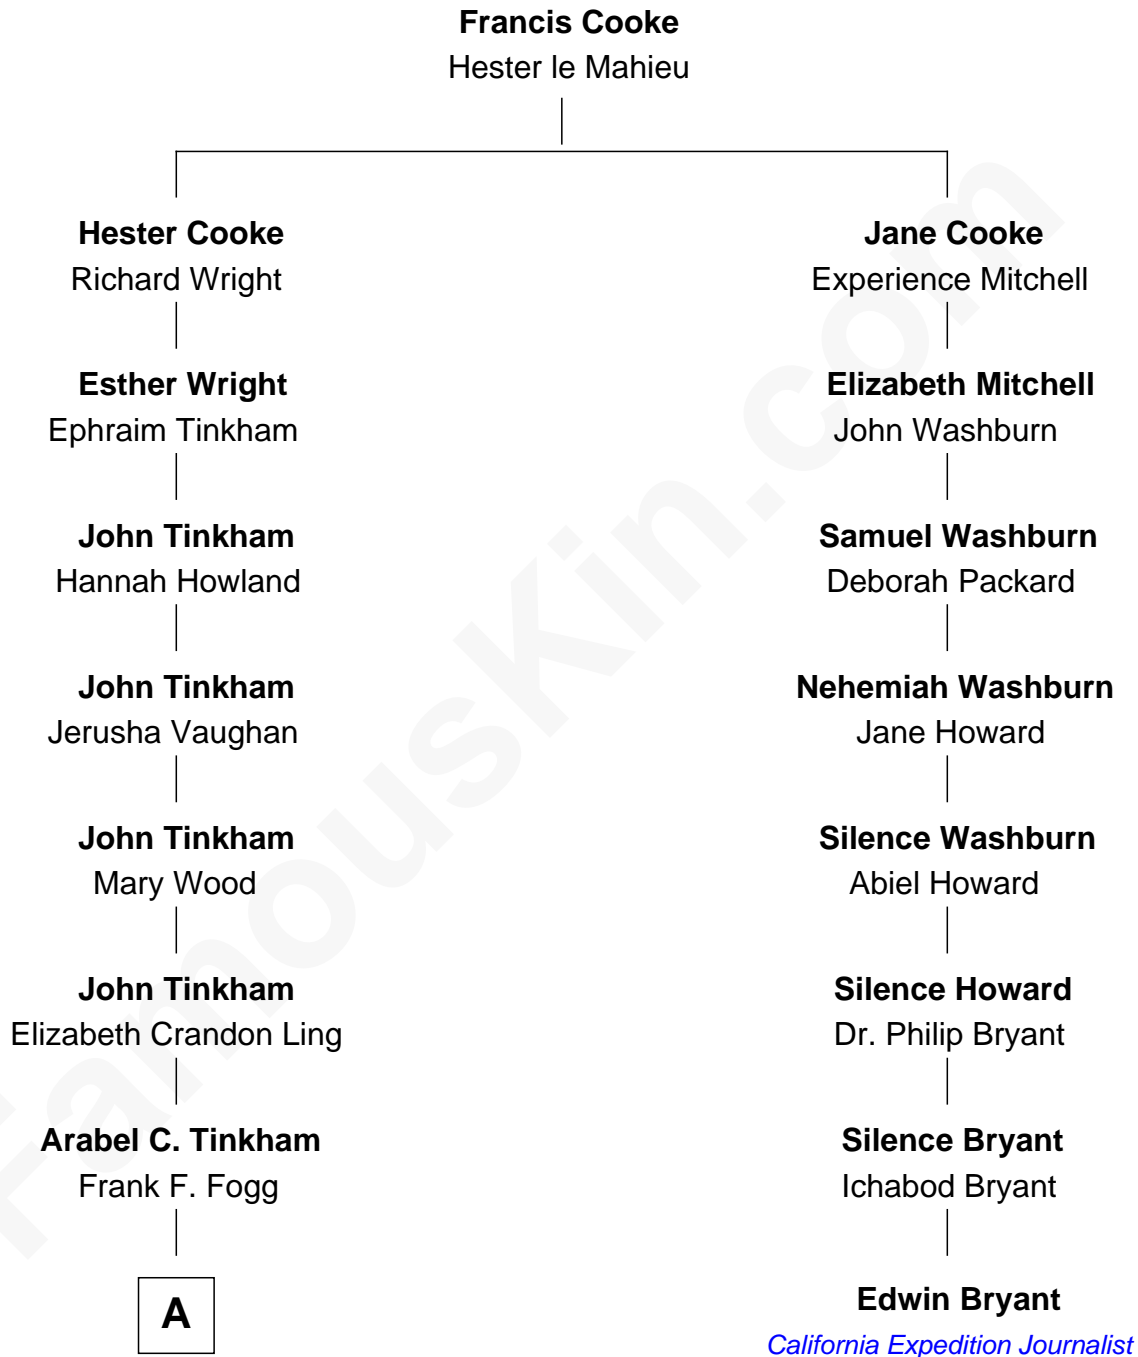 Francis Cooke
Hester le Mahieu
Hester Cooke
Richard Wright
Esther Wright
Ephraim Tinkham
John Tinkham
Hannah Howland
John Tinkham
Jerusha Vaughan
John Tinkham
Mary Wood
John Tinkham
Elizabeth Crandon Ling
Arabel C. Tinkham
Frank F. Fogg
A
Jane Cooke
Experience Mitchell
Elizabeth Mitchell
John Washburn
Samuel Washburn
Deborah Packard
Nehemiah Washburn
Jane Howard
Silence Washburn
Abiel Howard
Silence Howard
Dr. Philip Bryant
Silence Bryant
Ichabod Bryant
Edwin Bryant
California Expedition Journalist
FamousKin.com